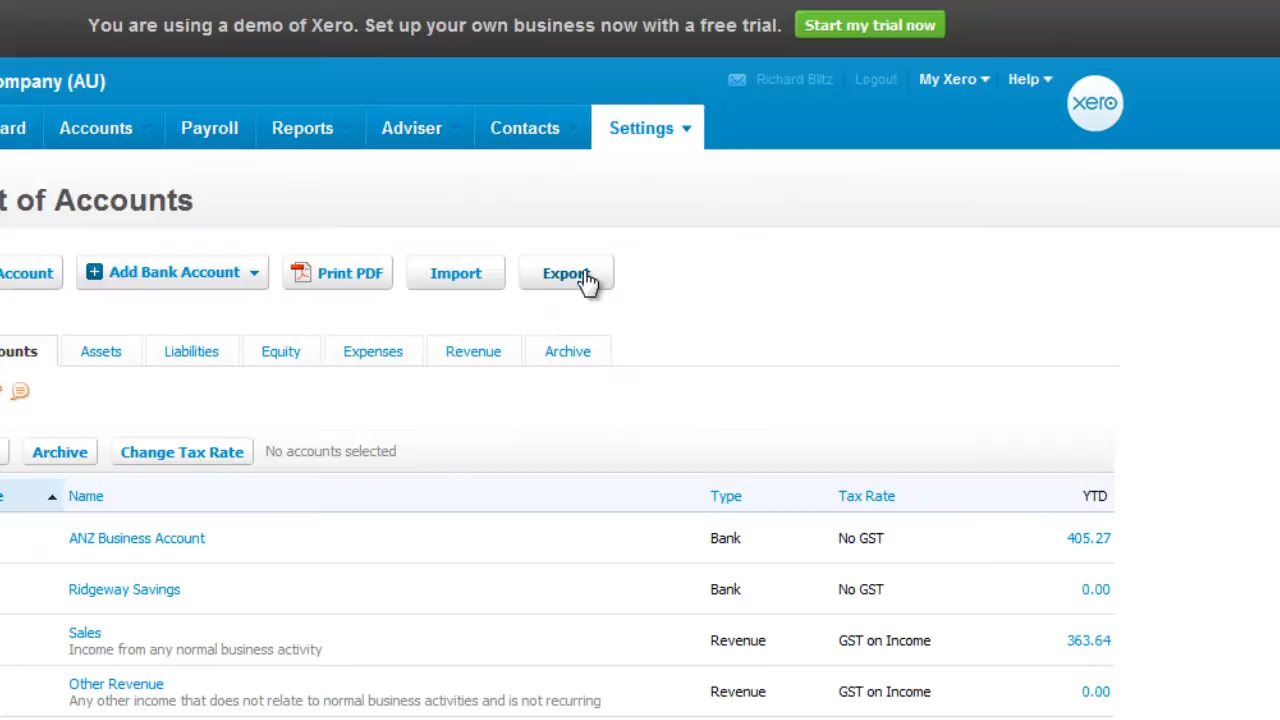 You are using a demo of Xero. Set up your own business now with a free trial. Start my trial now
ompany (AU)
Richard Blitz Logout My Xero Help
xero
ard Accounts Payroll Reports Adviser Contacts Settings
t of Accounts
Account Add Bank Account Print PDF Import Export
ounts Assets Liabilities Equity Expenses Revenue Archive
?
Archive Change Tax Rate No accounts selected
e Name Type Tax Rate YTD
ANZ Business Account Bank No GST 405.27
Ridgeway Savings Bank No GST 0.00
Sales
Income from any normal business activity Revenue GST on Income 363.64
Other Revenue
Any other income that does not relate to normal business activities and is not recurring Revenue GST on Income 0.00